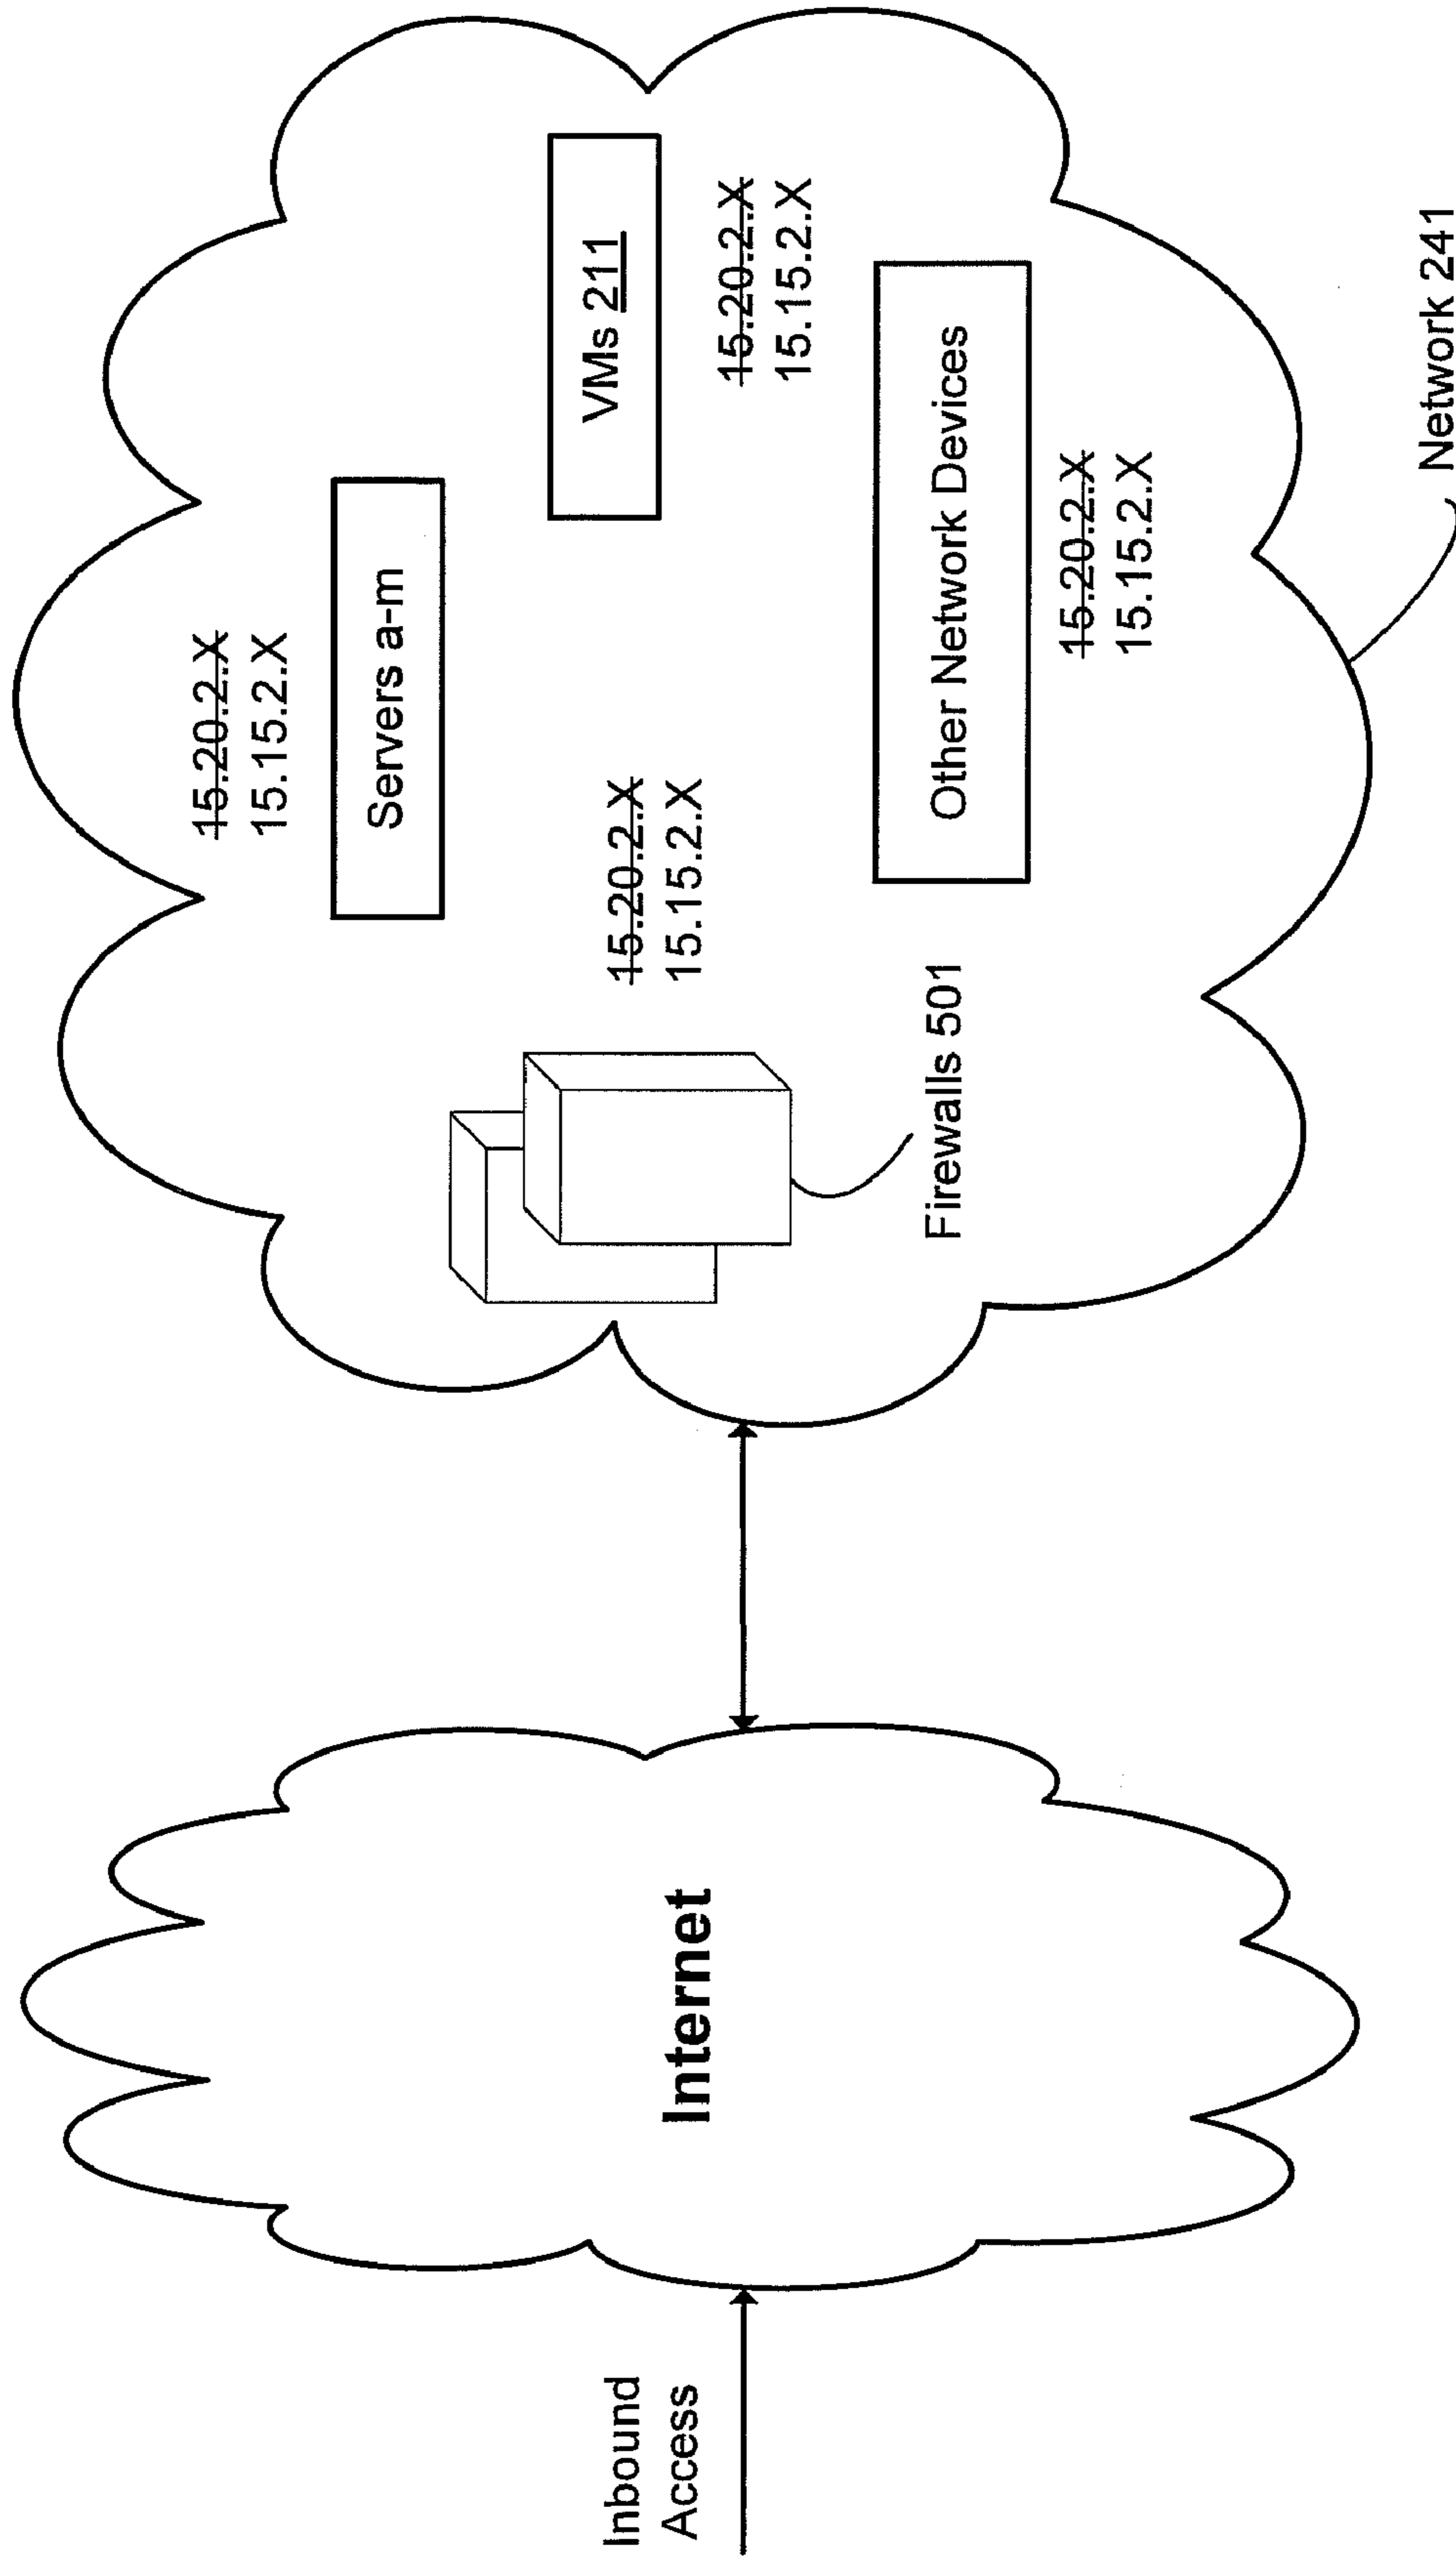 Inbound
Access
Internet
Firewalls 501
15.20.2.X
15.15.2.X
15.20.2.X
15.15.2.X
Servers a-m
VMs 211
15.20.2.X
15.15.2.X
Other Network Devices
15.20.2.X
15.15.2.X
Network 241